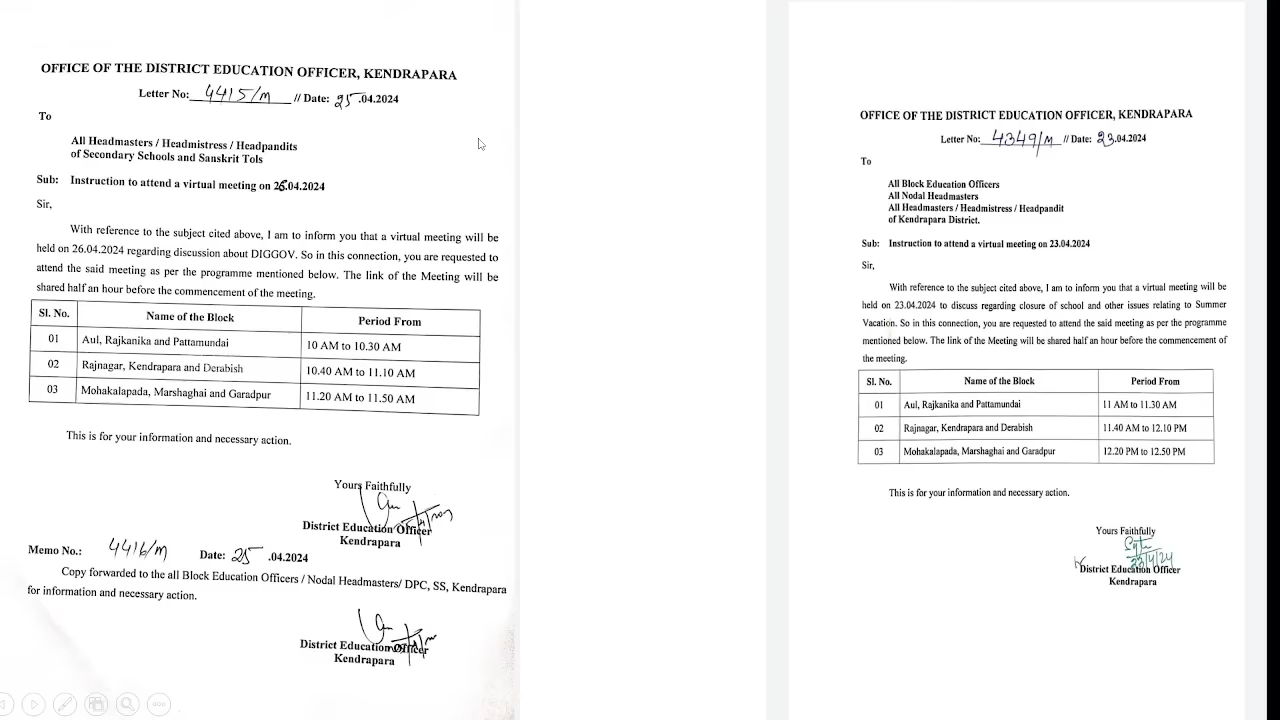 OFFICE OF THE DISTRICT EDUCATION OFFICER, KENDRAPARA
Letter No: 4415/M // Date: 25.04.2024
To
All Headmasters / Headmistress / Headpandits
of Secondary Schools and Sanskrit Tols
Sub: Instruction to attend a virtual meeting on 26.04.2024
Sir,
With reference to the subject cited above, I am to inform you that a virtual meeting will be
held on 26.04.2024 regarding discussion about DIGGOV. So in this connection, you are requested to
attend the said meeting as per the programme mentioned below. The link of the Meeting will be
shared half an hour before the commencement of the meeting.
Sl. No. Name of the Block Period From
01 Aul, Rajkanika and Pattamundai 10 AM to 10.30 AM
02 Rajnagar, Kendrapara and Derabish 10.40 AM to 11.10 AM
03 Mohakalapada, Marshaghai and Garadpur 11.20 AM to 11.50 AM
This is for your information and necessary action.
Yours Faithfully
District Education Officer
Kendrapara
Memo No.: 4416/M Date: 25.04.2024
Copy forwarded to the all Block Education Officers / Nodal Headmasters/ DPC, SS, Kendrapara
for information and necessary action.
District Education Officer
Kendrapara
OFFICE OF THE DISTRICT EDUCATION OFFICER, KENDRAPARA
Letter No: 4349/M // Date: 23.04.2024
To
All Block Education Officers
All Nodal Headmasters
All Headmasters / Headmistress / Headpandit
of Kendrapara District.
Sub: Instruction to attend a virtual meeting on 23.04.2024
Sir,
With reference to the subject cited above, I am to inform you that a virtual meeting will be
held on 23.04.2024 to discuss regarding closure of school and other issues relating to Summer
Vacation. So in this connection, you are requested to attend the said meeting as per the programme
mentioned below. The link of the Meeting will be shared half an hour before the commencement of
the meeting.
Sl. No. Name of the Block Period From
01 Aul, Rajkanika and Pattamundai 11 AM to 11.30 AM
02 Rajnagar, Kendrapara and Derabish 11.40 AM to 12.10 PM
03 Mohakalapada, Marshaghai and Garadpur 12.20 PM to 12.50 PM
This is for your information and necessary action.
Yours Faithfully
23/4/24
District Education Officer
Kendrapara